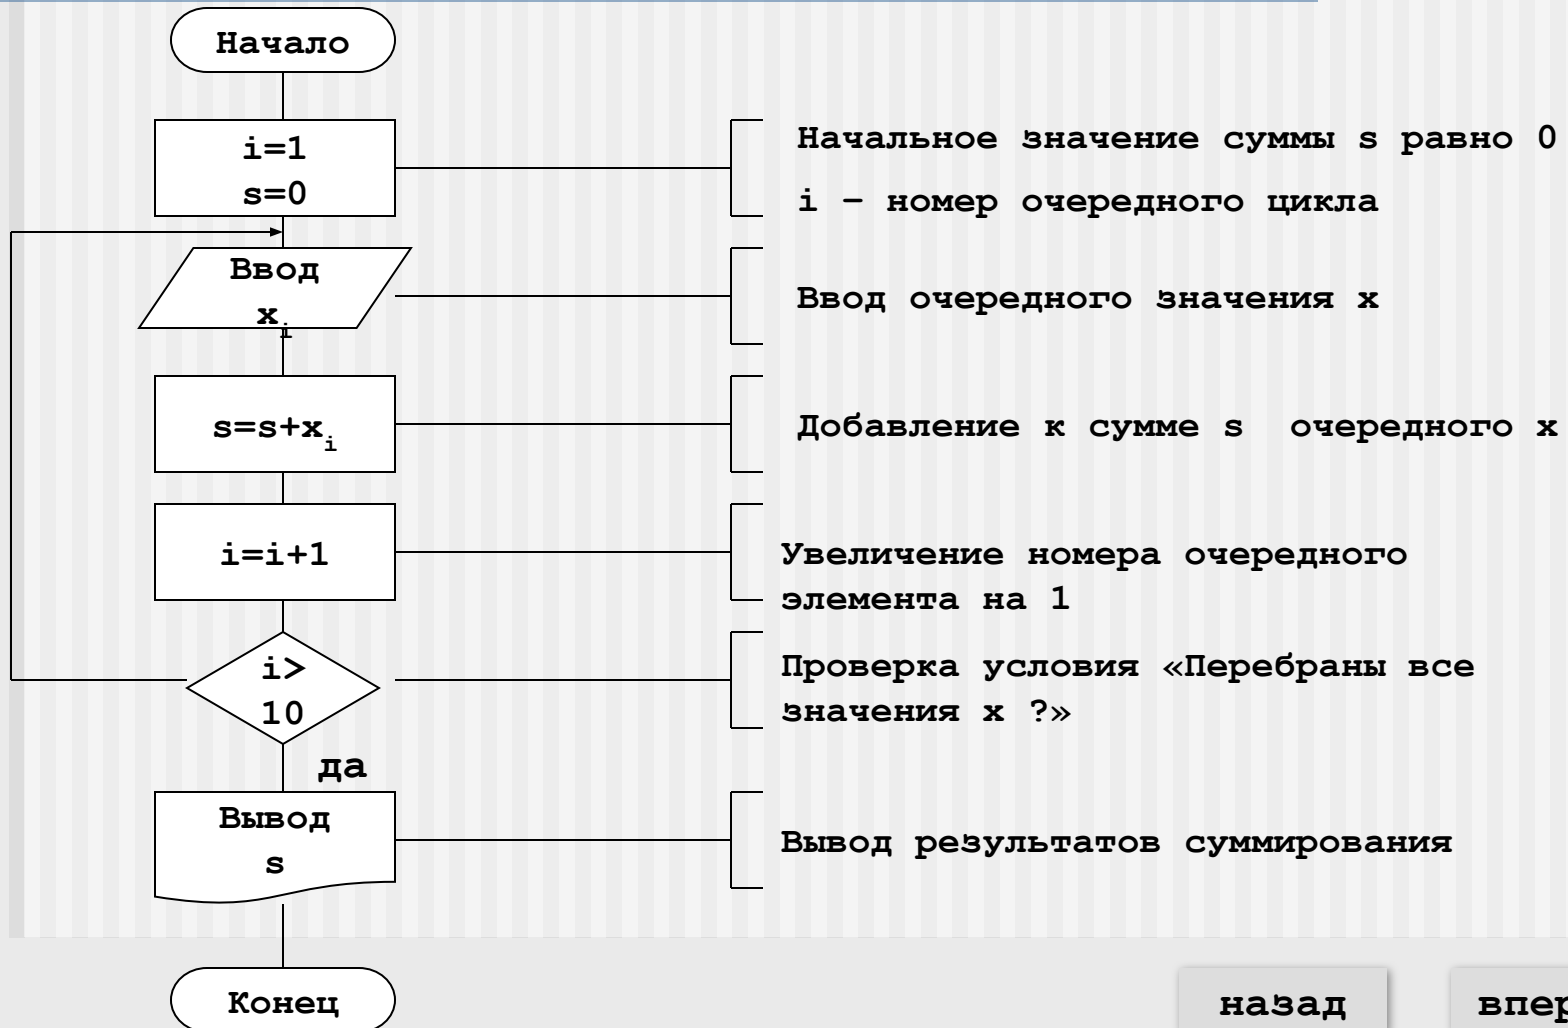 Начало
i=1
s=0
Начальное значение суммы s равно 0
i – номер очередного цикла
Ввод
xi
Ввод очередного значения x
s=s+xi
Добавление к сумме s очередного x
i=i+1
Увеличение номера очередного
элемента на 1
i>
10
Проверка условия «Перебраны все
значения x ?»
да
Вывод
s
Вывод результатов суммирования
Конец
назад